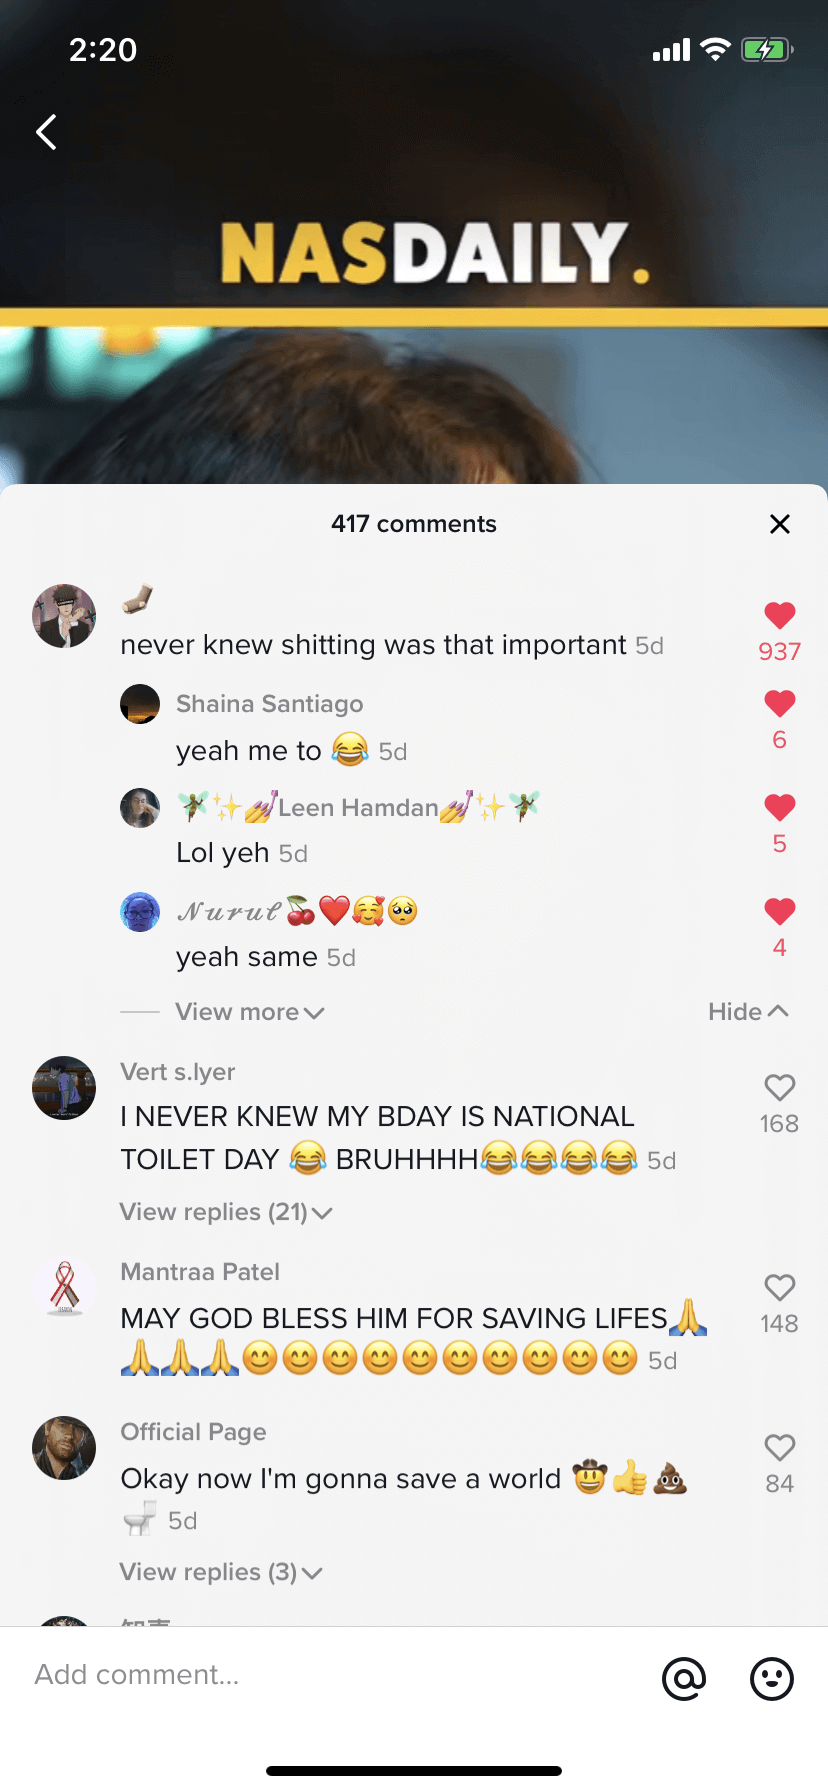 2:20
NASDAILY.
417 comments
🧦
never knew shitting was that important 5d
937
Shaina Santiago
yeah me to 😂 5d
6
🧚✨💅Leen Hamdan💅✨🧚
Lol yeh 5d
5
𝓝𝓾𝓻𝓾𝓵🍒❤️🥰🥺
yeah same 5d
4
View more
Hide
Vert s.lyer
I NEVER KNEW MY BDAY IS NATIONAL
TOILET DAY 😂 BRUHHHH😂😂😂😂 5d
168
View replies (21)
Mantraa Patel
MAY GOD BLESS HIM FOR SAVING LIFES🙏
🙏🙏🙏😊😊😊😊😊😊😊😊😊😊 5d
148
Official Page
Okay now I'm gonna save a world 🤠👍💩
🚽 5d
84
View replies (3)
Add comment...